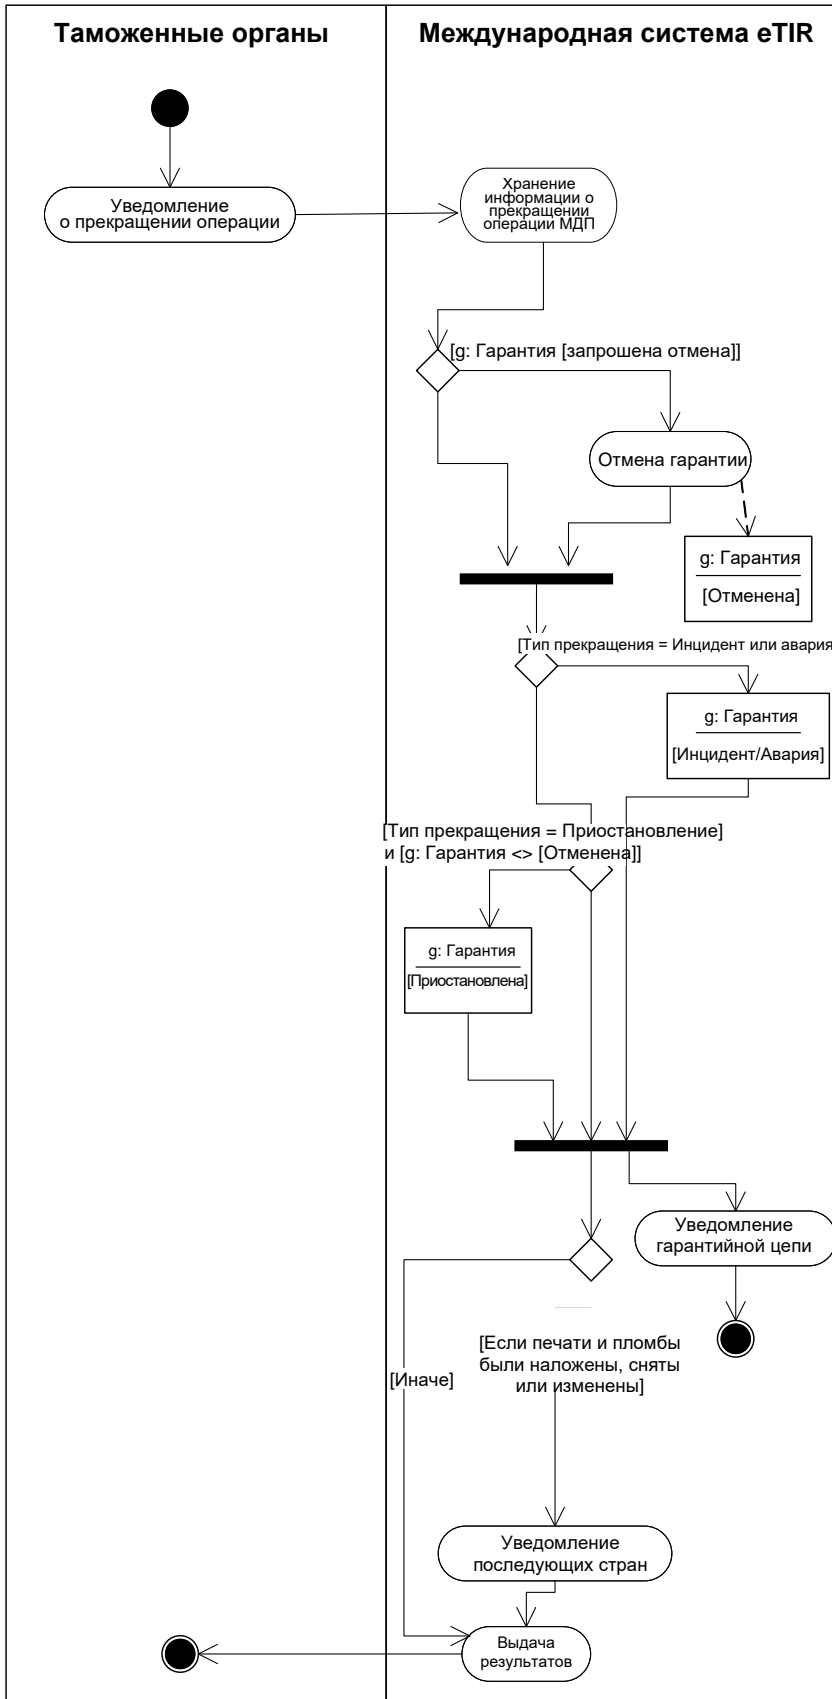 Таможенные органы
Международная система eTIR
Уведомление
о прекращении операции
Хранение
информации о
прекращении
операции МДП
[g: Гарантия [запрошена отмена]]
Отмена гарантии
g: Гарантия
[Отменена]
[Тип прекращения = Инцидент или авария
g: Гарантия
[Инцидент/Авария]
[Тип прекращения = Приостановление]
и [g: Гарантия <> [Отменена]]
g: Гарантия
[Приостановлена]
Уведомление
гарантийной цепи
[Если печати и пломбы
были наложены, сняты
или изменены]
[Иначе]
Уведомление
последующих стран
Выдача
результатов